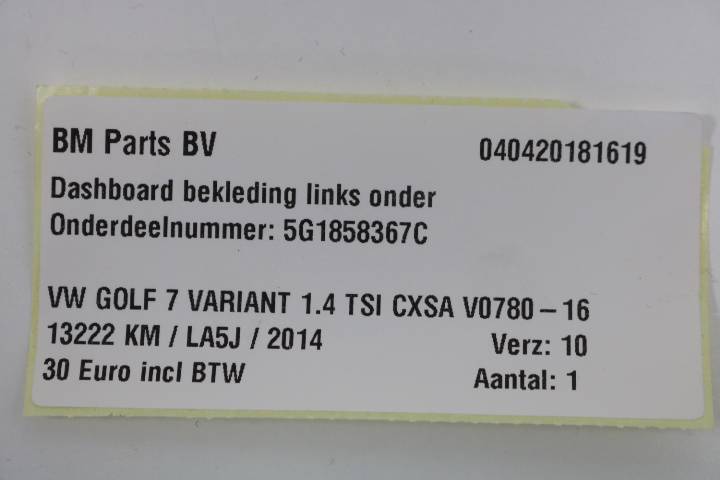 BM Parts BV 040420181619
Dashboard bekleding links onder
Onderdeelnummer: 5G1858367C
VW GOLF 7 VARIANT 1.4 TSI CXSA V0780 – 16
13222 KM / LA5J / 2014 Verz: 10
30 Euro incl BTW Aantal: 1